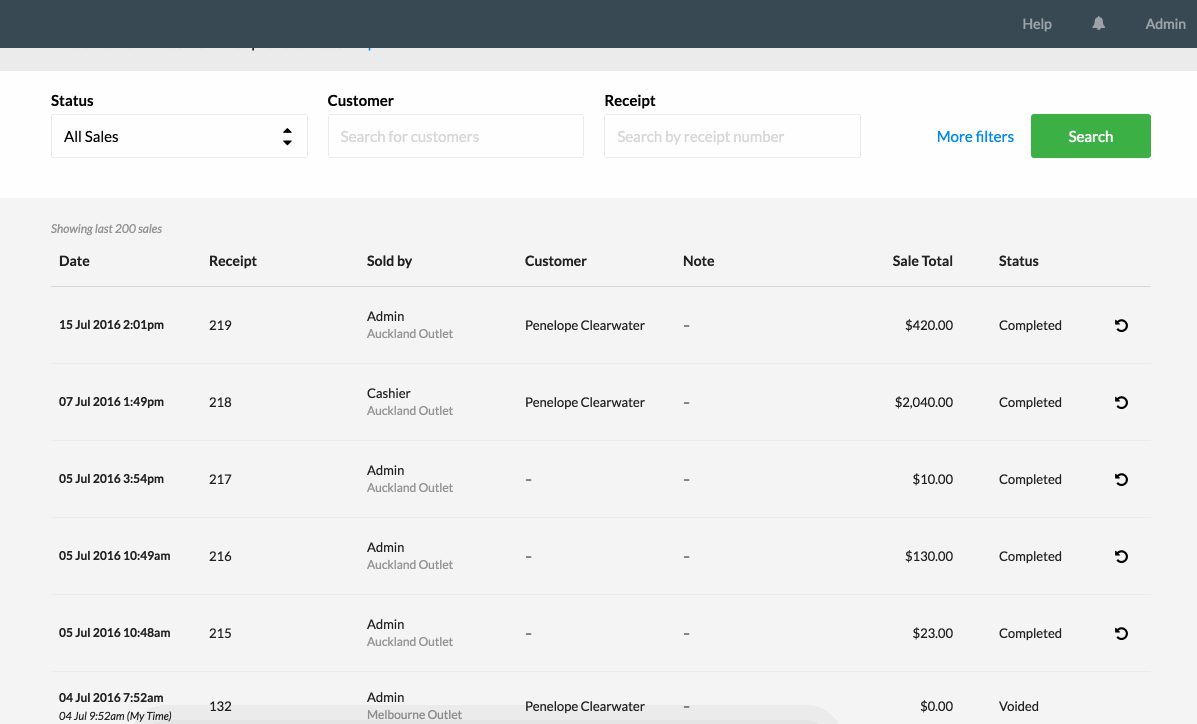 Help Admin
Status Customer Receipt
All Sales Search for customers Search by receipt number More filters Search
Showing last 200 sales
Date Receipt Sold by Customer Note Sale Total Status
15 Jul 2016 2:01pm 219 Admin Penelope Clearwater – $420.00 Completed
Auckland Outlet
07 Jul 2016 1:49pm 218 Cashier Penelope Clearwater – $2,040.00 Completed
Auckland Outlet
05 Jul 2016 3:54pm 217 Admin – – $10.00 Completed
Auckland Outlet
05 Jul 2016 10:49am 216 Admin – – $130.00 Completed
Auckland Outlet
05 Jul 2016 10:48am 215 Admin – – $23.00 Completed
Auckland Outlet
04 Jul 2016 7:52am 132 Admin Penelope Clearwater – $0.00 Voided
04 Jul 9:52am (My Time) Melbourne Outlet